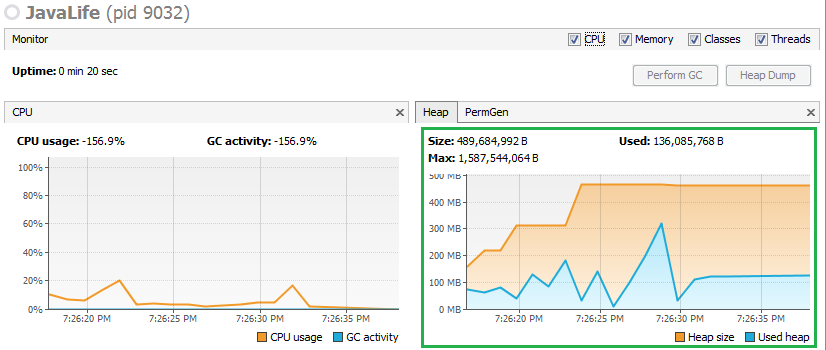 JavaLife (pid 9032)
Monitor CPU Memory Classes Threads
Uptime: 0 min 20 sec Perform GC Heap Dump
CPU
CPU usage: -156.9% GC activity: -156.9%
100%
80%
60%
40%
20%
0%
7:26:20 PM 7:26:25 PM 7:26:30 PM 7:26:35 PM
CPU usage GC activity
Heap PermGen
Size: 489,684,992 B Used: 136,085,768 B
Max: 1,587,544,064 B
500 MB
400 MB
300 MB
200 MB
100 MB
0 MB
7:26:20 PM 7:26:25 PM 7:26:30 PM 7:26:35 PM
Heap size Used heap